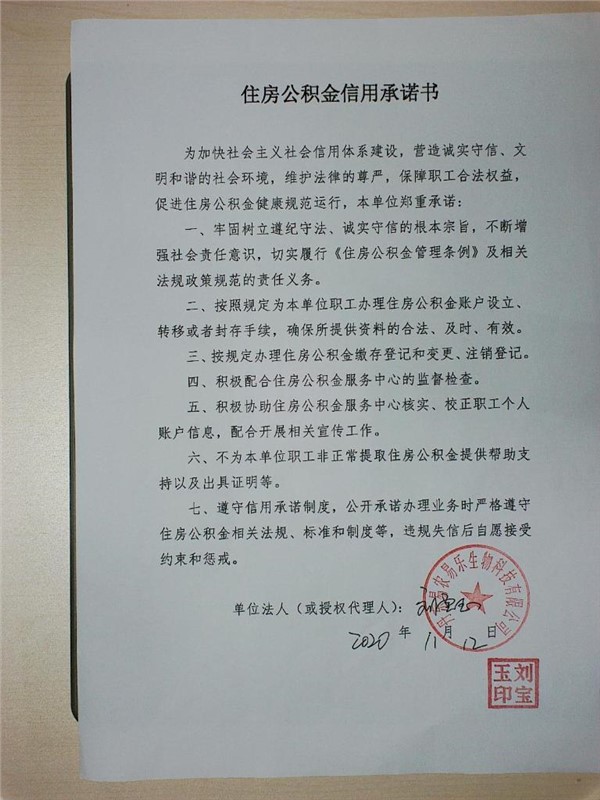 住房公积金信用承诺书
为加快社会主义社会信用体系建设，营造诚实守信、文
明和谐的社会环境，维护法律的尊严，保障职工合法权益，
促进住房公积金健康规范运行，本单位郑重承诺：
一、牢固树立遵纪守法、诚实守信的根本宗旨，不断增
强社会责任意识，切实履行《住房公积金管理条例》及相关
法规政策规范的责任义务。
二、按照规定为本单位职工办理住房公积金账户设立、
转移或者封存手续，确保所提供资料的合法、及时、有效。
三、按规定办理住房公积金缴存登记和变更、注销登记。
四、积极配合住房公积金服务中心的监督检查。
五、积极协助住房公积金服务中心核实、校正职工个人
账户信息，配合开展相关宣传工作。
六、不为本单位职工非正常提取住房公积金提供帮助支
持以及出具证明等。
七、遵守信用承诺制度，公开承诺办理业务时严格遵守
住房公积金相关法规、标准和制度等，违规失信后自愿接受
约束和惩戒。
单位法人（或授权代理人）：刘宝玉
2020 年 11 月 12 日
农易乐生物科技有限公司
刘宝
玉印